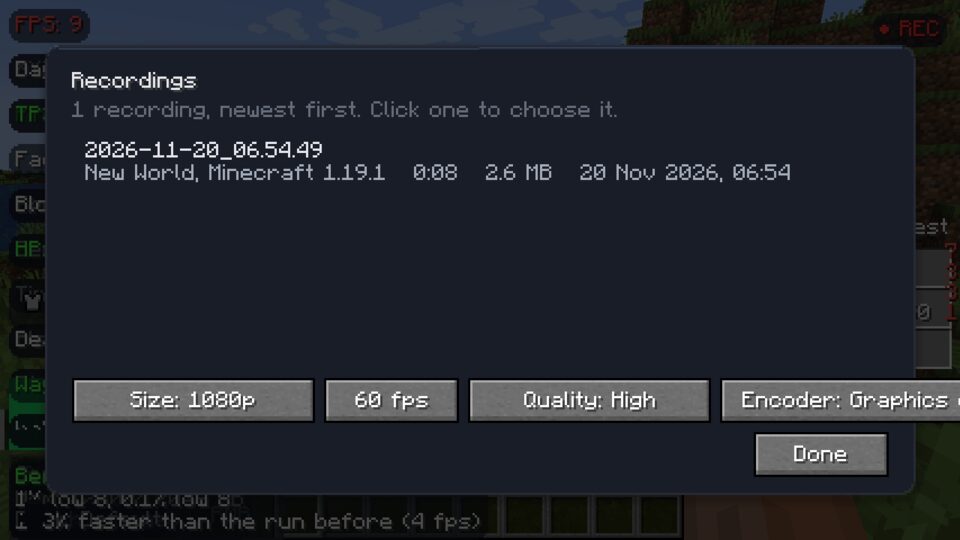 FPS: 9
REC
Recordings
1 recording, newest first. Click one to choose it.
2026-11-20_06.54.49
New World, Minecraft 1.19.1 0:08 2.6 MB 20 Nov 2026, 06:54
Size: 1080p
60 fps
Quality: High
Encoder: Graphics
Done
3% faster than the run before (4 fps)